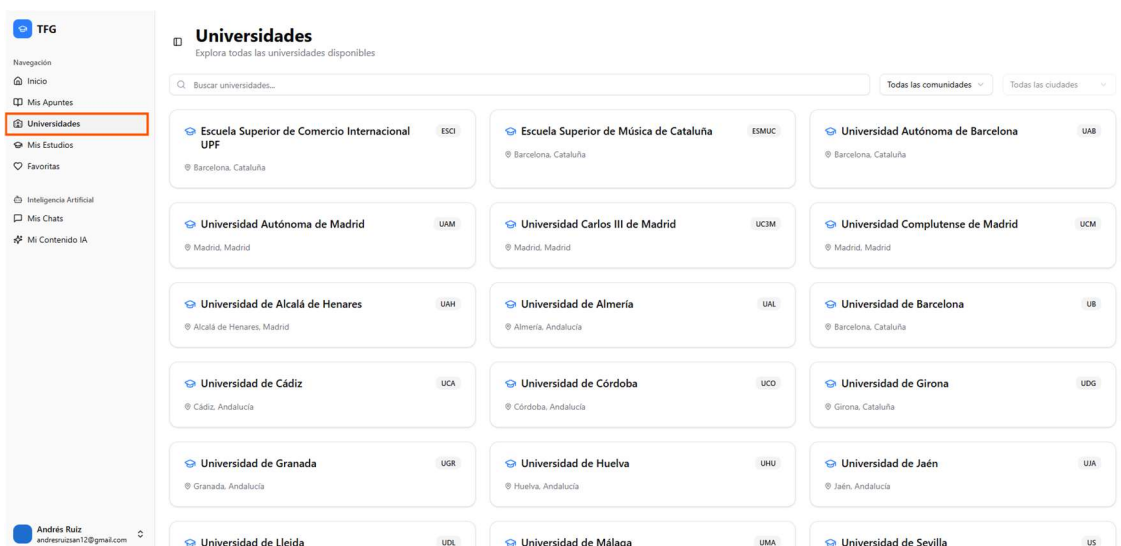 TFG
Navegación
Inicio
Mis Apuntes
Universidades
Mis Estudios
Favoritas
Inteligencia Artificial
Mis Chats
Mi Contenido IA
Andrés Ruiz
andresruizsan12@gmail.com
Universidades
Explora todas las universidades disponibles
Buscar universidades...
Todas las comunidades
Todas las ciudades
Escuela Superior de Comercio Internacional
UPF
ESCI
Barcelona, Cataluña
Escuela Superior de Música de Cataluña
ESMUC
Barcelona, Cataluña
Universidad Autónoma de Barcelona
UAB
Barcelona, Cataluña
Universidad Autónoma de Madrid
UAM
Madrid, Madrid
Universidad Carlos III de Madrid
UC3M
Madrid, Madrid
Universidad Complutense de Madrid
UCM
Madrid, Madrid
Universidad de Alcalá de Henares
UAH
Alcalá de Henares, Madrid
Universidad de Almería
UAL
Almería, Andalucía
Universidad de Barcelona
UB
Barcelona, Cataluña
Universidad de Cádiz
UCA
Cádiz, Andalucía
Universidad de Córdoba
UCO
Córdoba, Andalucía
Universidad de Girona
UDG
Girona, Cataluña
Universidad de Granada
UGR
Granada, Andalucía
Universidad de Huelva
UHU
Huelva, Andalucía
Universidad de Jaén
UJA
Jaén, Andalucía
Universidad de Lleida
UDL
Universidad de Málaga
UMA
Universidad de Sevilla
US